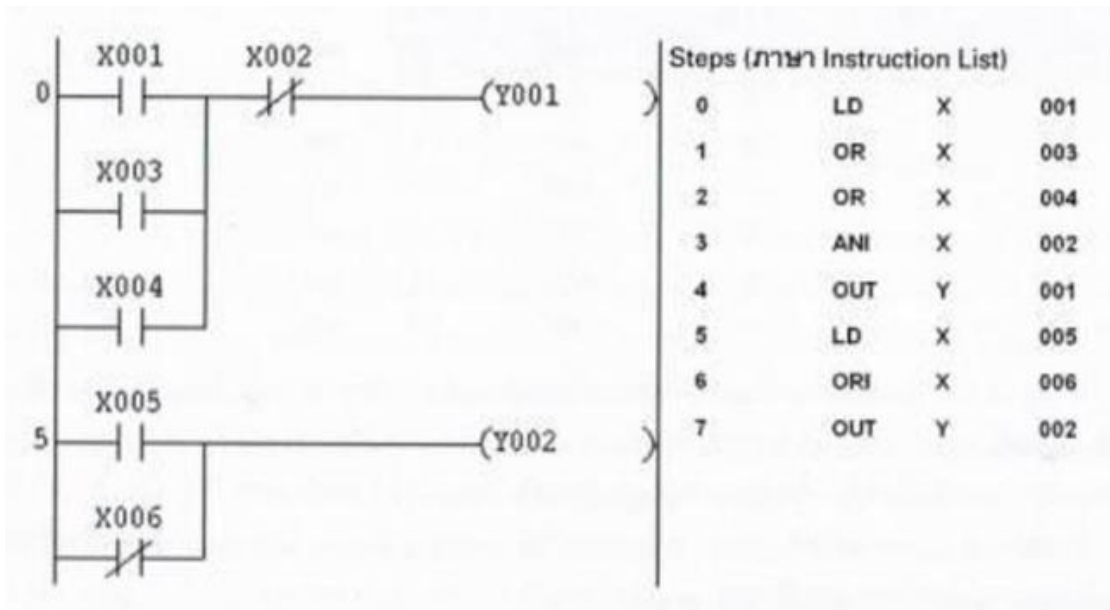 X001 X002
0 (Y001 )
X003
X004
X005
5 (Y002 )
X006
Steps (ภาษา Instruction List)
0 LD X 001
1 OR X 003
2 OR X 004
3 ANI X 002
4 OUT Y 001
5 LD X 005
6 ORI X 006
7 OUT Y 002